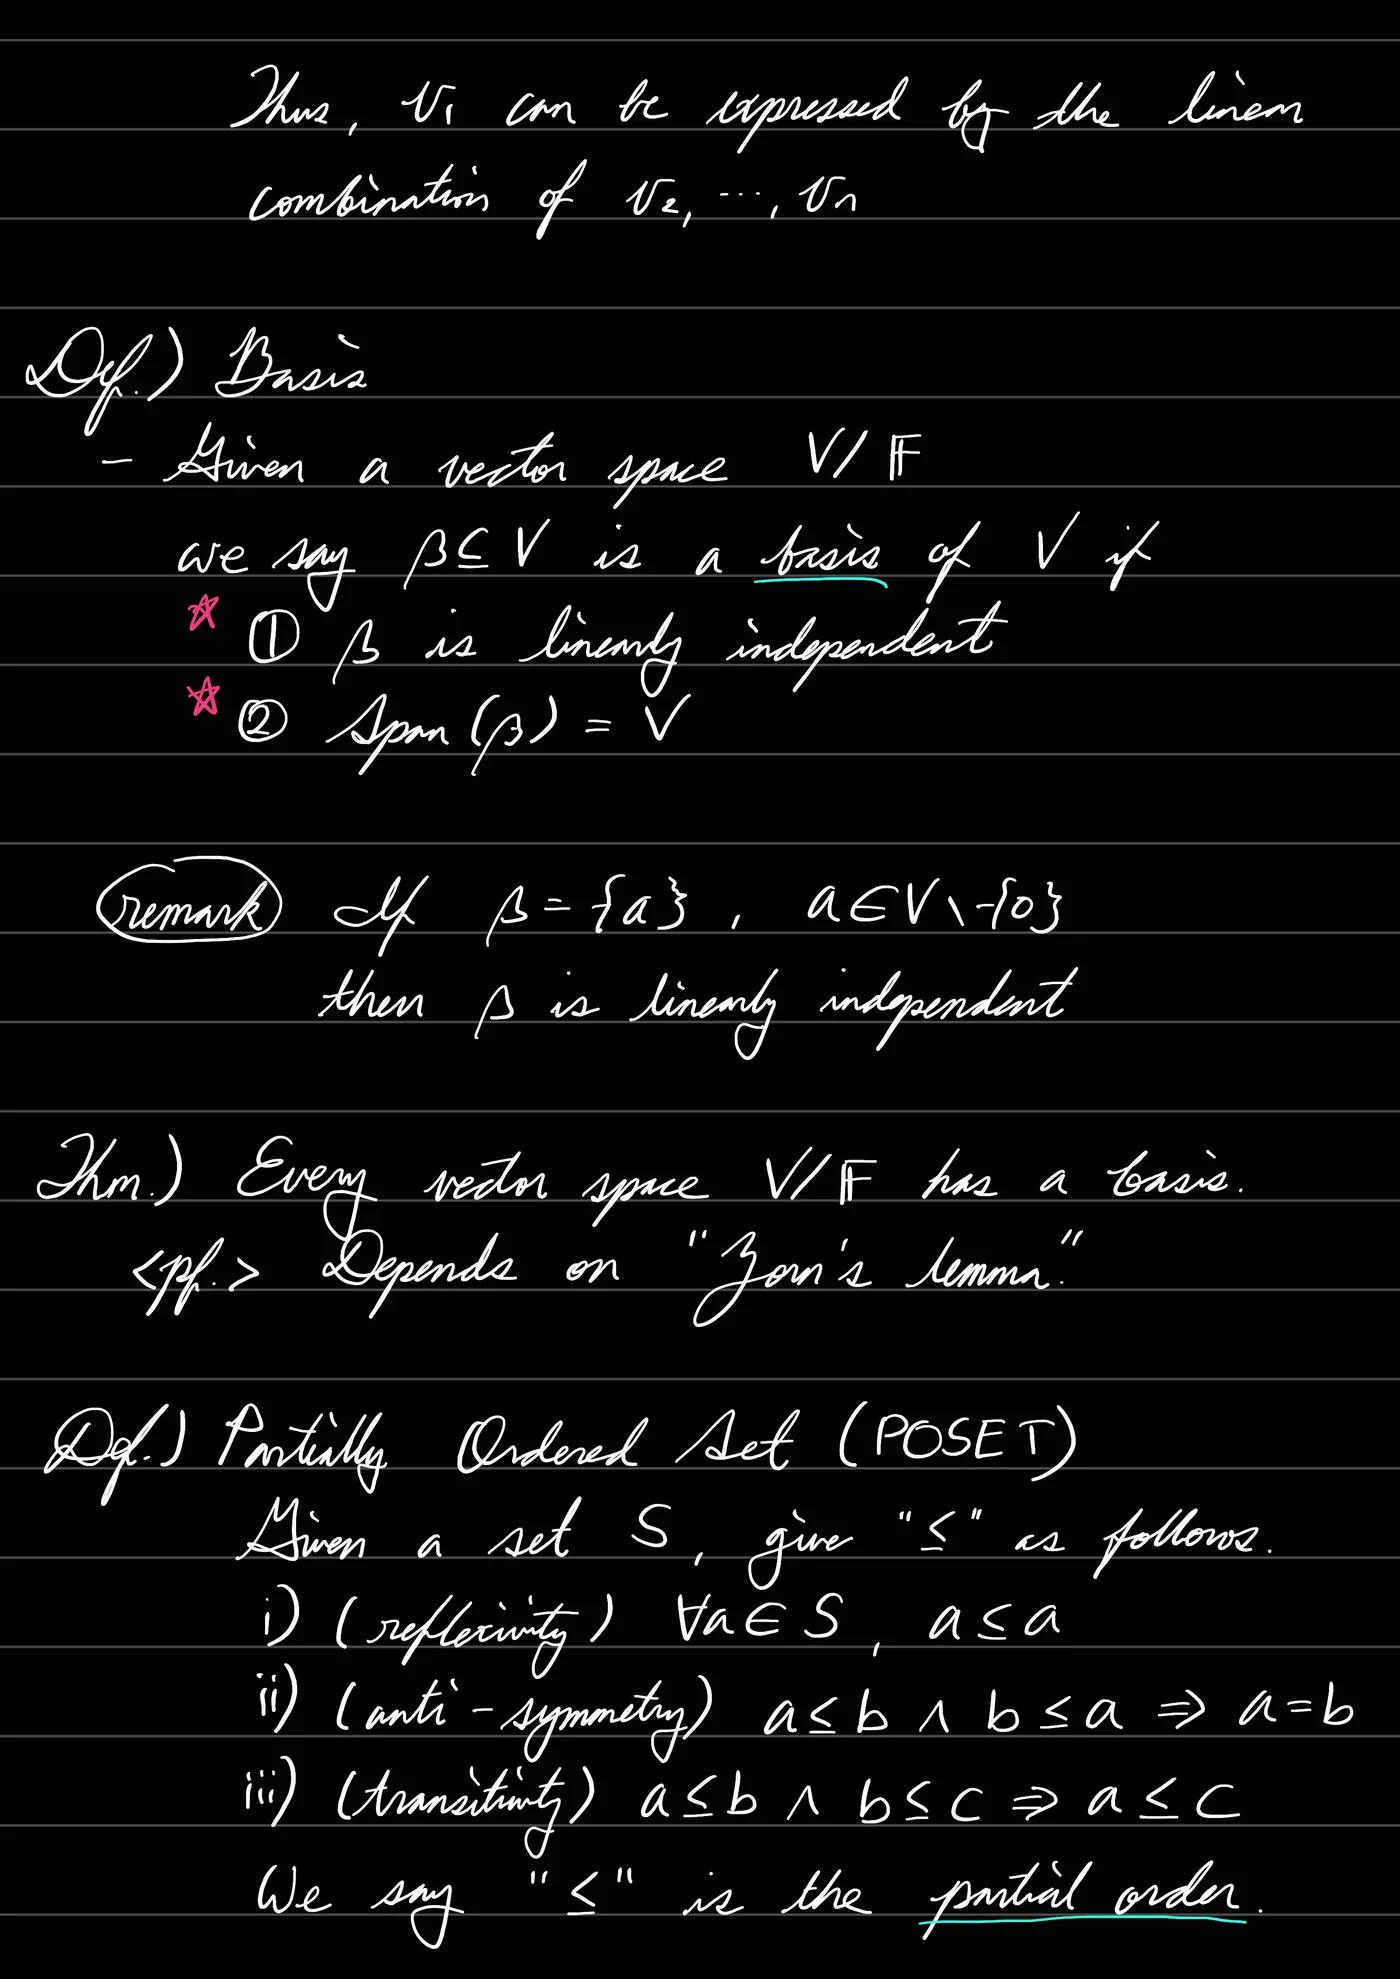 Thus, v₁ can be expressed by the linear
combination of v₂, ⋯, vₙ
Def.) Basis
- Given a vector space V/𝔽
we say β⊆V is a basis of V if
☆ ① β is linearly independent
☆ ② Span(β) = V
remark If β = {a}, a∈V\{0}
then β is linearly independent
Thm.) Every vector space V/𝔽 has a basis.
<pf.> Depends on "Zorn's lemma."
Def.) Partially Ordered Set (POSET)
Given a set S, give "≤" as follows.
i) (reflexivity) ∀a∈S, a≤a
ii) (anti-symmetry) a≤b ∧ b≤a ⇒ a=b
iii) (transitivity) a≤b ∧ b≤c ⇒ a≤c
We say "≤" is the partial order.